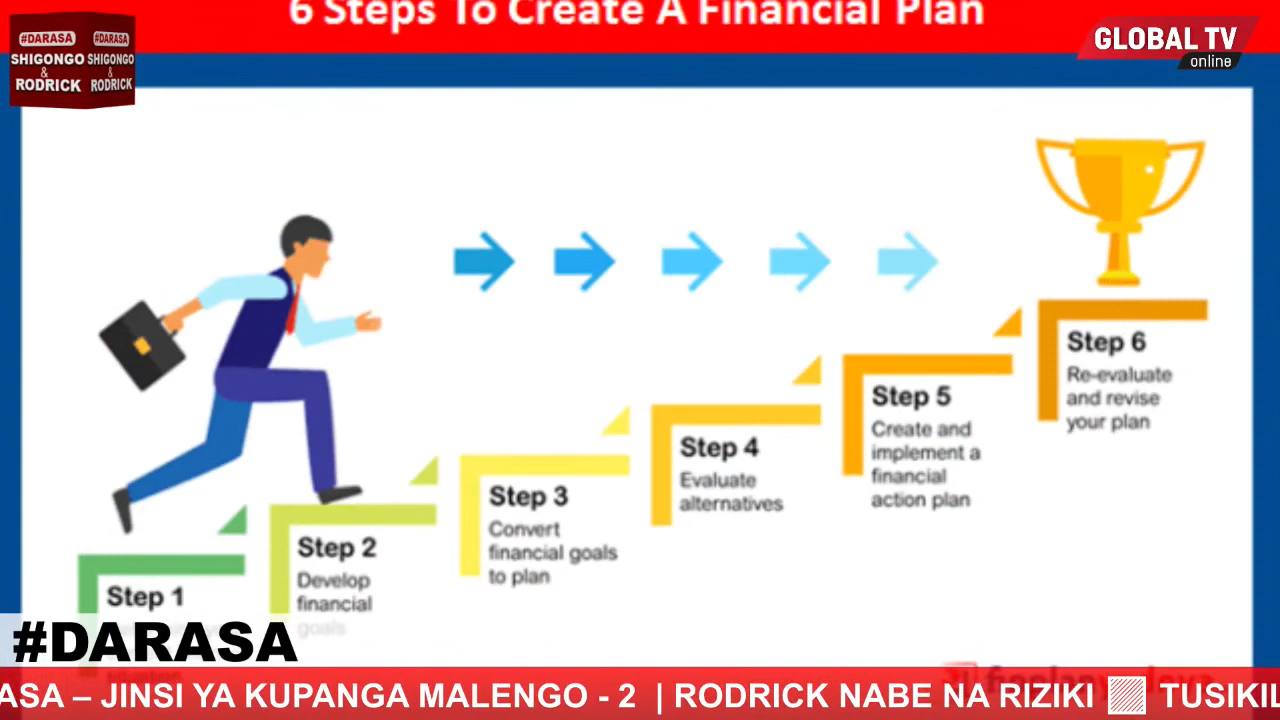 6 Steps To Create A Financial Plan
#DARASA
SHIGONGO
&
RODRICK
#DARASA
SHIGONGO
&
RODRICK
GLOBAL TV
online
Step 6
Re-evaluate
and revise
your plan
Step 5
Create and
implement a
financial
action plan
Step 4
Evaluate
alternatives
Step 3
Convert
financial goals
to plan
Step 2
Develop
financial
goals
Step 1
#DARASA
ASA – JINSI YA KUPANGA MALENGO - 2 | RODRICK NABE NA RIZIKI TUSIKIL